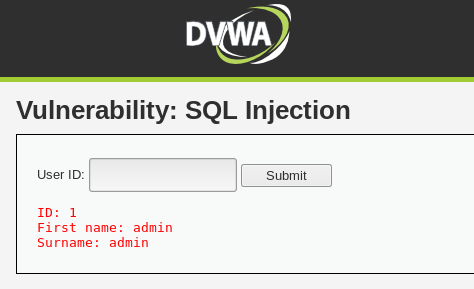 DVWA
Vulnerability: SQL Injection
User ID: Submit
ID: 1
First name: admin
Surname: admin